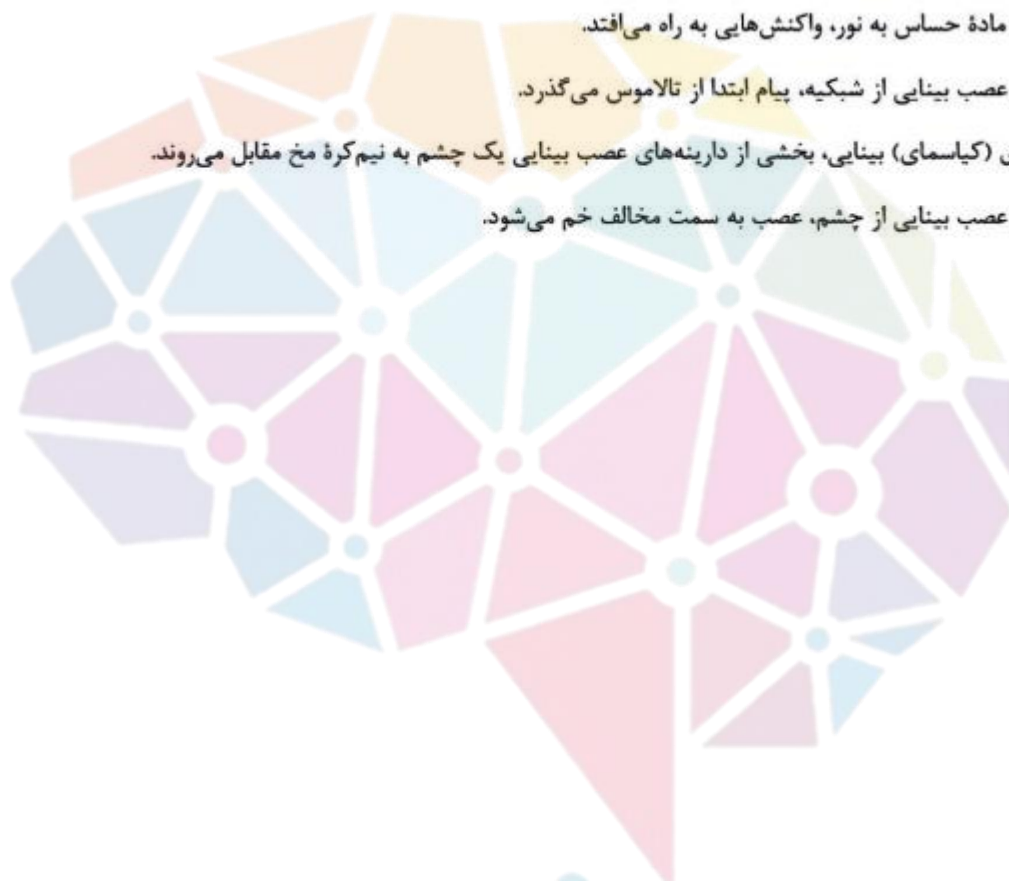 مادهٔ حساس به نور، واکنش‌هایی به راه می‌افتد.
عصب بینایی از شبکیه، پیام ابتدا از تالاموس می‌گذرد.
(کیاسمای) بینایی، بخشی از دارینه‌های عصب بینایی یک چشم به نیم‌کرهٔ مخ مقابل می‌روند.
عصب بینایی از چشم، عصب به سمت مخالف خم می‌شود.